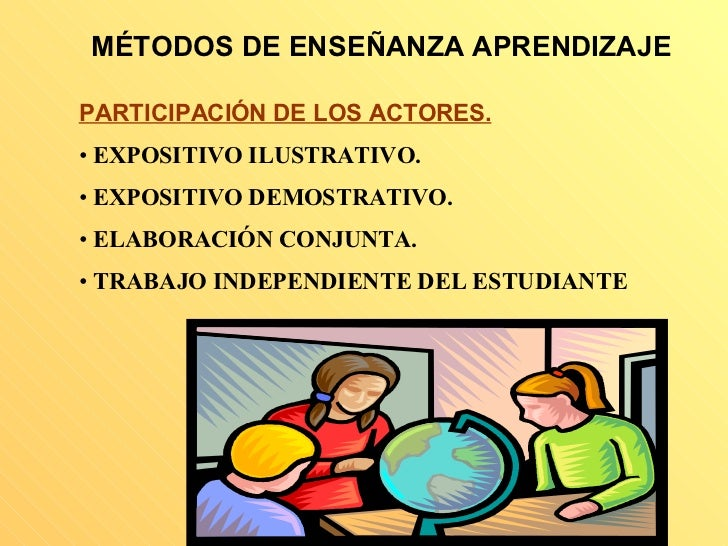 MÉTODOS DE ENSEÑANZA APRENDIZAJE
PARTICIPACIÓN DE LOS ACTORES.
• EXPOSITIVO ILUSTRATIVO.
• EXPOSITIVO DEMOSTRATIVO.
• ELABORACIÓN CONJUNTA.
• TRABAJO INDEPENDIENTE DEL ESTUDIANTE